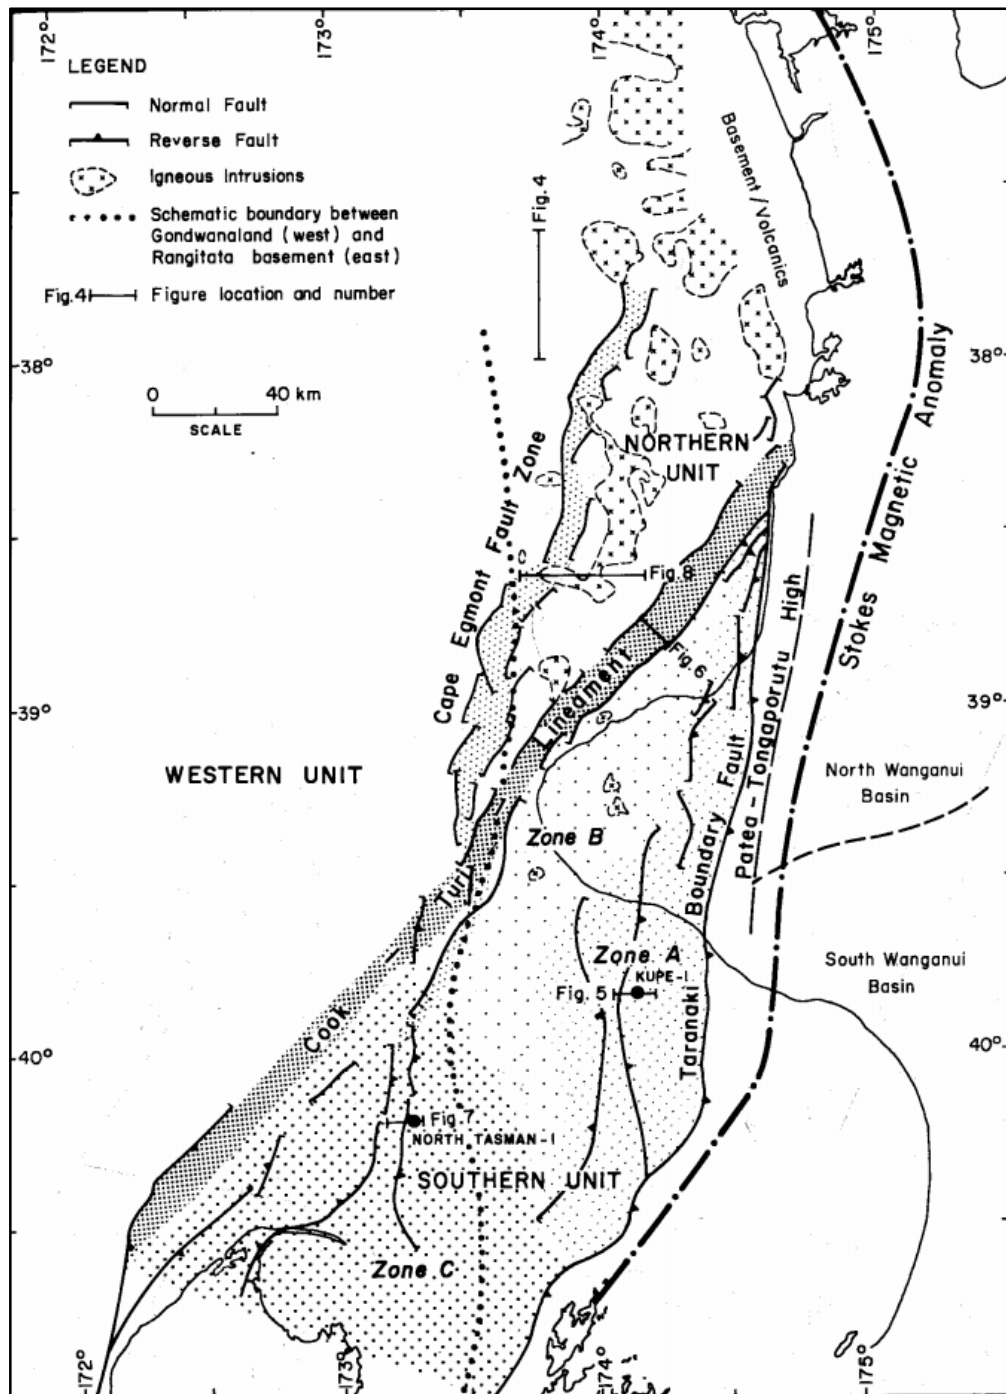 172°
173°
174°
175°
LEGEND
Normal Fault
Reverse Fault
Igneous Intrusions
Schematic boundary between
Gondwanaland (west) and
Rangitata basement (east)
Fig.4
Figure location and number
Fig.4
Basement / Volcanics
38°
38°
0 40 km
SCALE
NORTHERN
UNIT
Cape Egmont Fault Zone
Stokes Magnetic Anomaly
Fig.8
Fig.6
39°
39°
WESTERN UNIT
Cook Turi Lineament
Zone B
Taranaki Boundary Fault
Patea-Tongaporutu High
North Wanganui
Basin
Zone A
KUPE-1
Fig. 5
South Wanganui
Basin
40°
40°
Fig.7
NORTH TASMAN-1
SOUTHERN UNIT
Zone C
172°
173°
174°
175°